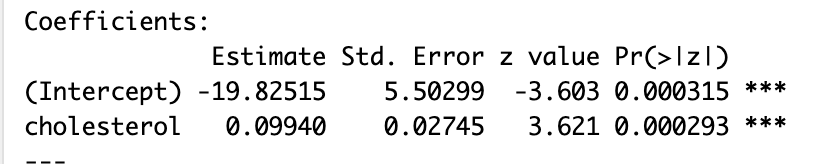 Coefficients:
Estimate Std. Error z value Pr(>|z|)
(Intercept) -19.82515 5.50299 -3.603 0.000315 ***
cholesterol 0.09940 0.02745 3.621 0.000293 ***
---